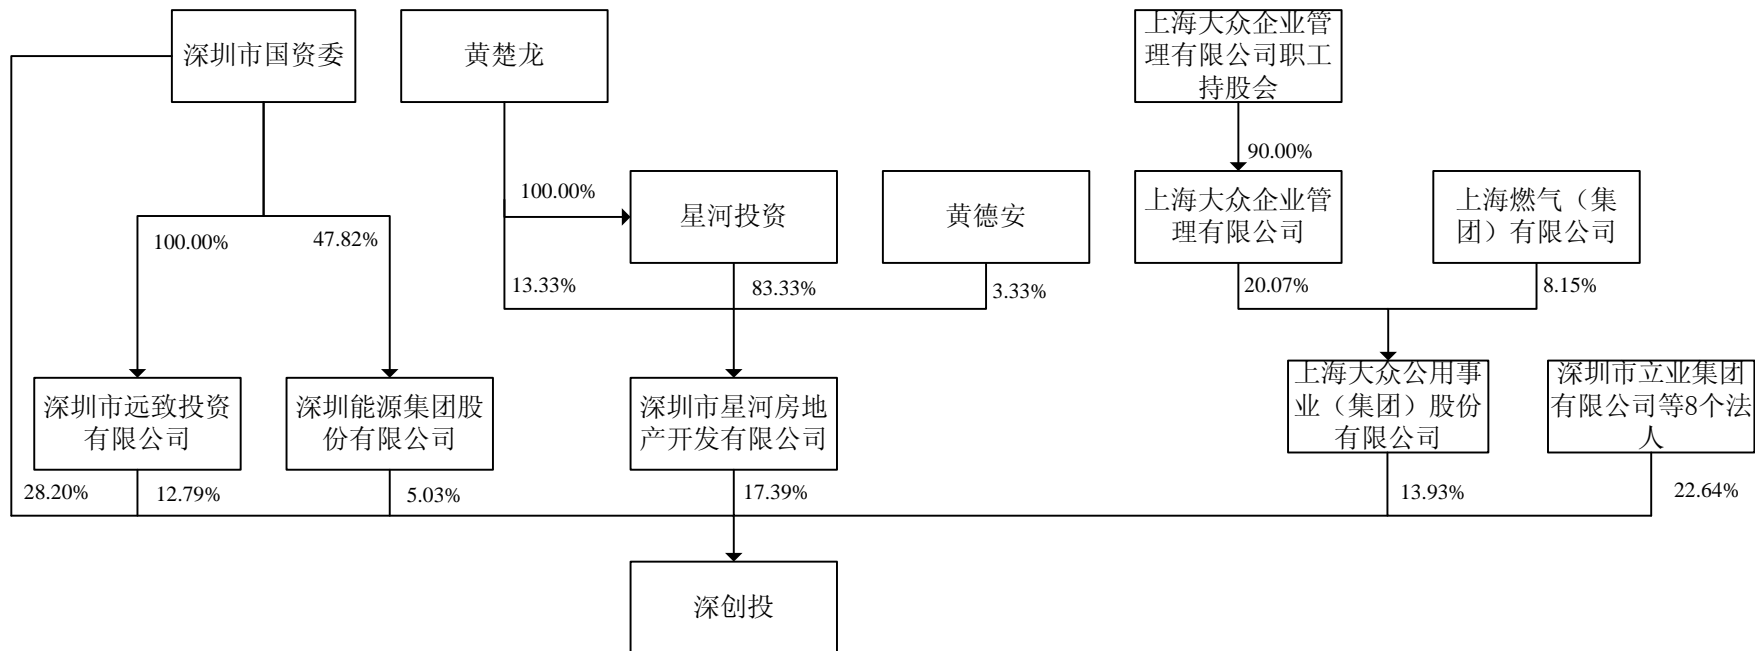 深圳市国资委
黄楚龙
上海大众企业管
理有限公司职工
持股会
90.00%
100.00%
星河投资
黄德安
上海大众企业管
理有限公司
上海燃气（集
团）有限公司
100.00%
47.82%
13.33%
83.33%
3.33%
20.07%
8.15%
深圳市远致投资
有限公司
深圳能源集团股
份有限公司
深圳市星河房地
产开发有限公司
上海大众公用事
业（集团）股份
有限公司
深圳市立业集团
有限公司等8个法
人
28.20%
12.79%
5.03%
17.39%
13.93%
22.64%
深创投